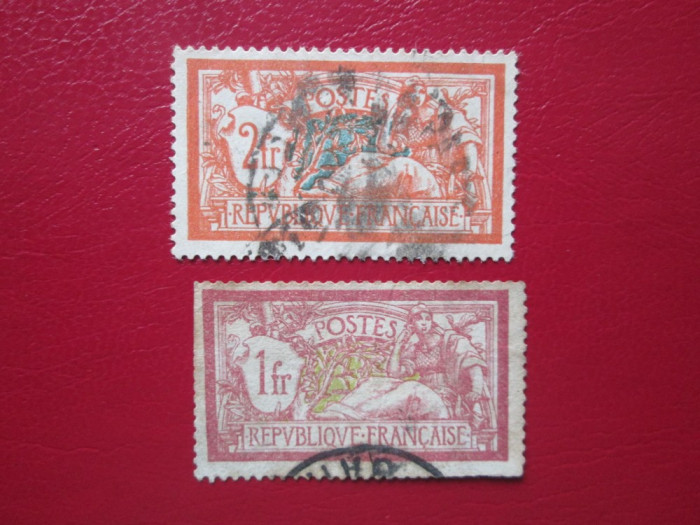 POSTES
2fr
·REPVBLIQVE·FRANÇAISE·
POSTES
1fr
·REPVBLIQVE·FRANÇAISE·